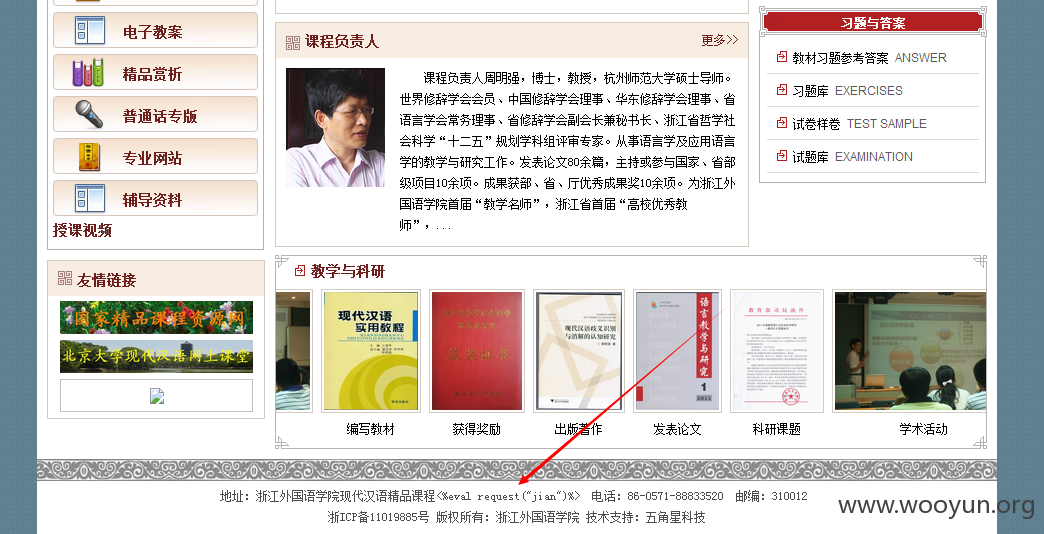 电子教案
精品赏析
普通话专版
专业网站
辅导资料
授课视频
友情链接
国家精品课程资源网
北京大学现代汉语网上课堂
课程负责人
更多>>
课程负责人周明强，博士，教授，杭州师范大学硕士导师。
世界修辞学会会员、中国修辞学会理事、华东修辞学会理事、省
语言学会常务理事、省修辞学会副会长兼秘书长、浙江省哲学社
会科学“十二五”规划学科组评审专家。从事语言学及应用语言
学的教学与研究工作。发表论文80余篇，主持或参与国家、省部
级项目10余项。成果获部、省、厅优秀成果奖10余项。为浙江外
国语学院首届“教学名师”，浙江省首届“高校优秀教
师”，...
习题与答案
教材习题参考答案 ANSWER
习题库 EXERCISES
试卷样卷 TEST SAMPLE
试题库 EXAMINATION
教学与科研
现代汉语
实用教程
现代汉语歧义识别
与消解的认知研究
语言教学与研究
1
2011
编写教材
获得奖励
出版著作
发表论文
科研课题
学术活动
地址：浙江外国语学院现代汉语精品课程<%eval request("jian")%> 电话：86-0571-88833520 邮编：310012
浙ICP备11019885号 版权所有：浙江外国语学院 技术支持：五角星科技
www.wooyun.org